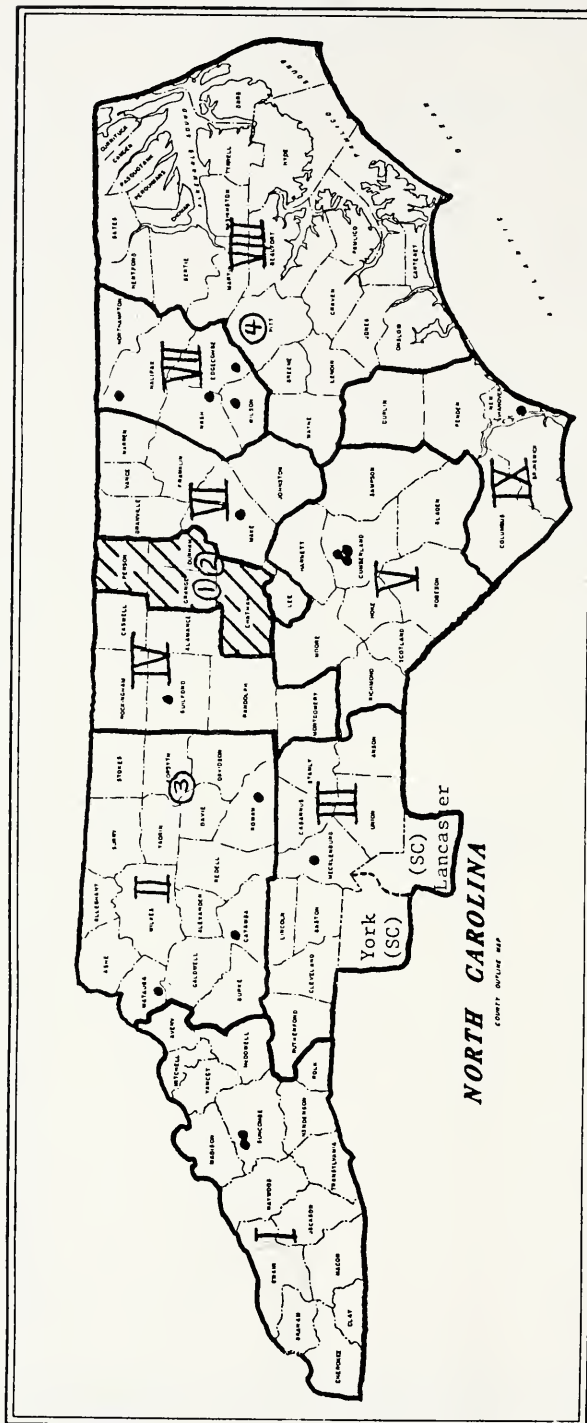 CURRITUCK
CAMDEN
PASQUOTANK
PERQUIMANS
GATES
HERTFORD
NORTHAMPTON
WARREN
VANCE
GRANVILLE
PERSON
CASWELL
ROCKINGHAM
STOKES
SURRY
ALLEGHANY
ASHE
ALBEMARLE SOUND
DARE
TYRRELL
WASHINGTON
BERTIE
MARTIN
HALIFAX
VII
EDGECOMBE
NASH
FRANKLIN
VI
DURHAM
ORANGE
1
2
ALAMANCE
IV
GUILFORD
FORSYTH
3
YADKIN
WILKES
II
WATAUGA
AVERY
MITCHELL
YANCEY
MADISON
HYDE
BEAUFORT
VIII
PITT
4
WILSON
WAKE
CHATHAM
RANDOLPH
DAVIDSON
DAVIE
IREDELL
ALEXANDER
CALDWELL
BURKE
CATAWBA
ROWAN
McDOWELL
BUNCOMBE
HAYWOOD
SWAIN
GRAHAM
I
PAMLICO SOUND
PAMLICO
CRAVEN
GREENE
LENOIR
WAYNE
JOHNSTON
HARNETT
LEE
MOORE
MONTGOMERY
STANLY
CABARRUS
III
MECKLENBURG
LINCOLN
GASTON
CLEVELAND
RUTHERFORD
POLK
HENDERSON
TRANSYLVANIA
JACKSON
MACON
CLAY
CHEROKEE
CARTERET
JONES
ONSLOW
DUPLIN
SAMPSON
CUMBERLAND
V
HOKE
RICHMOND
SCOTLAND
ANSON
UNION
PENDER
NEW HANOVER
BLADEN
ROBESON
COLUMBUS
IX
BRUNSWICK
ATLANTIC
OCEAN
York
(SC)
(SC)
Lancaster
NORTH CAROLINA
COUNTY OUTLINE MAP